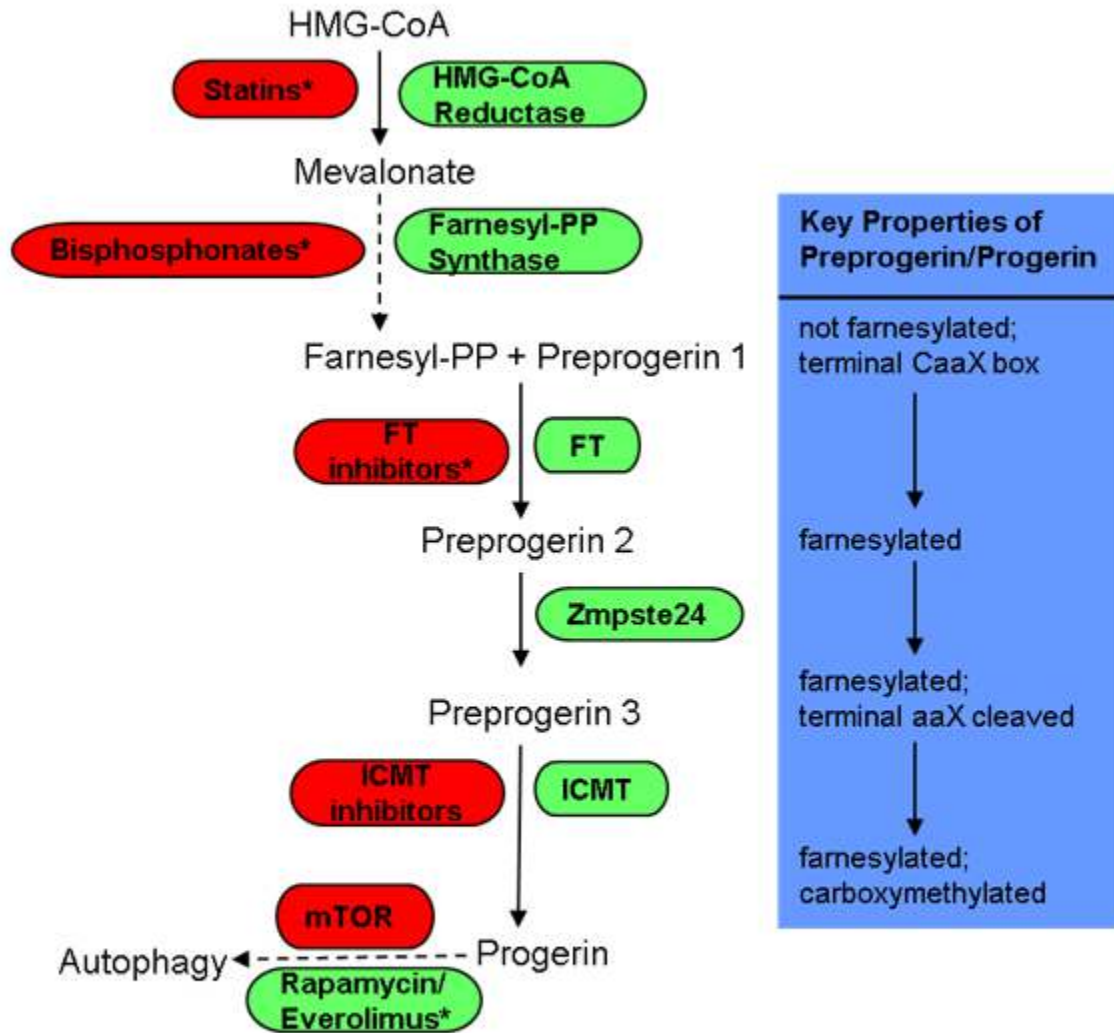 HMG-CoA
Statins*
HMG-CoA
Reductase
Mevalonate
Bisphosphonates*
Farnesyl-PP
Synthase
Farnesyl-PP + Preprogerin 1
FT
inhibitors*
FT
Preprogerin 2
Zmpste24
Preprogerin 3
ICMT
inhibitors
ICMT
mTOR
Autophagy
Progerin
Rapamycin/
Everolimus*
Key Properties of
Preprogerin/Progerin
not farnesylated;
terminal CaaX box
farnesylated
farnesylated;
terminal aaX cleaved
farnesylated;
carboxymethylated